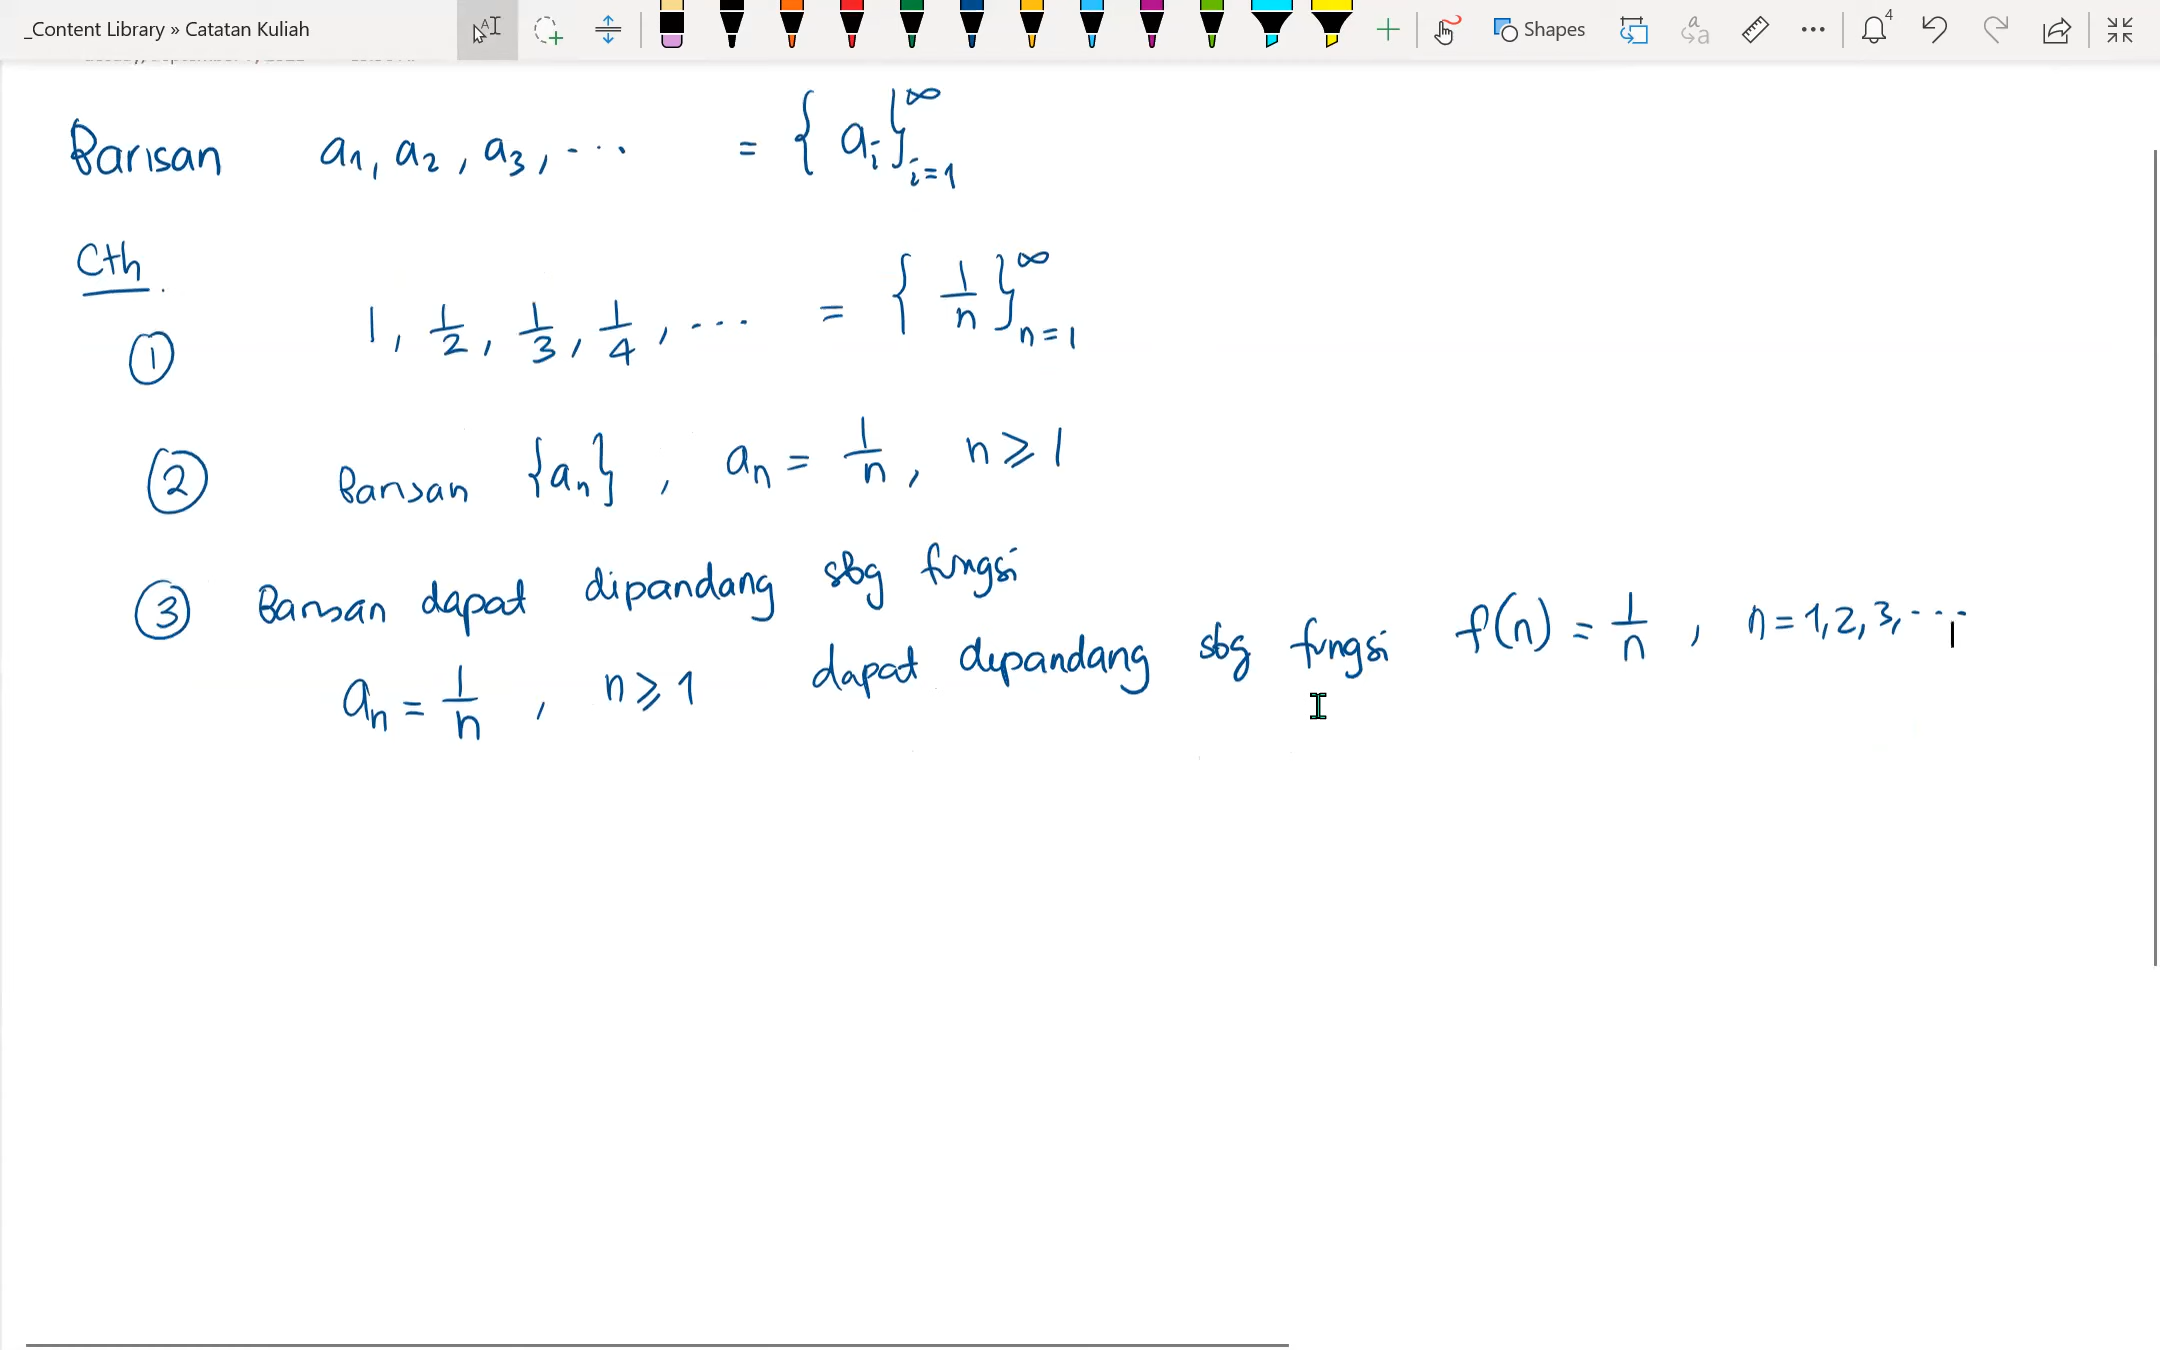 _Content Library » Catatan Kuliah
Shapes
4
Barisan a₁, a₂, a₃, ... = { aᵢ }^∞_{i=1}
Cth.
① 1, 1/2, 1/3, 1/4, ... = { 1/n }^∞_{n=1}
② Barisan {aₙ}, aₙ = 1/n, n ≥ 1
③ Barisan dapat dipandang sbg fungsi
aₙ = 1/n, n ≥ 1 dapat dipandang sbg fungsi f(n) = 1/n, n = 1, 2, 3, ...